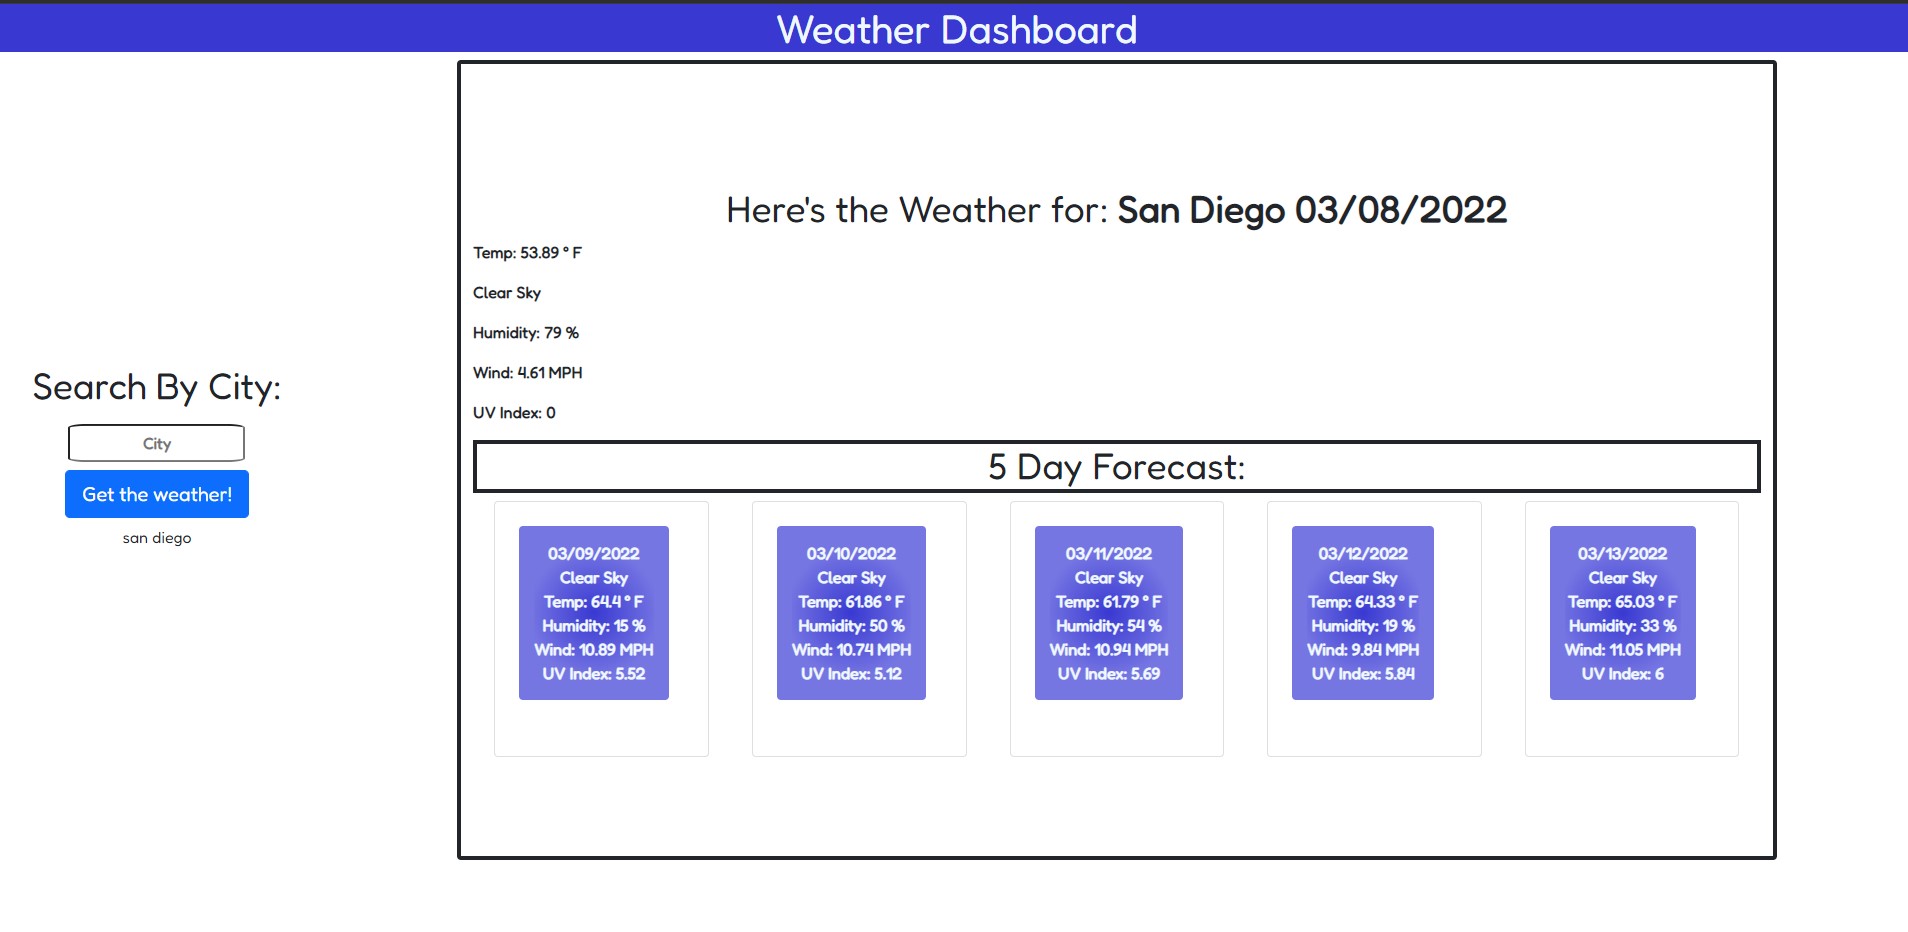 Weather Dashboard
Search By City:
City
Get the weather!
san diego
Here's the Weather for: San Diego 03/08/2022
Temp: 53.89 ° F
Clear Sky
Humidity: 79 %
Wind: 4.61 MPH
UV Index: 0
5 Day Forecast:
03/09/2022
Clear Sky
Temp: 64.4 ° F
Humidity: 15 %
Wind: 10.89 MPH
UV Index: 5.52
03/10/2022
Clear Sky
Temp: 61.86 ° F
Humidity: 50 %
Wind: 10.74 MPH
UV Index: 5.12
03/11/2022
Clear Sky
Temp: 61.79 ° F
Humidity: 54 %
Wind: 10.94 MPH
UV Index: 5.69
03/12/2022
Clear Sky
Temp: 64.33 ° F
Humidity: 19 %
Wind: 9.84 MPH
UV Index: 5.84
03/13/2022
Clear Sky
Temp: 65.03 ° F
Humidity: 33 %
Wind: 11.05 MPH
UV Index: 6